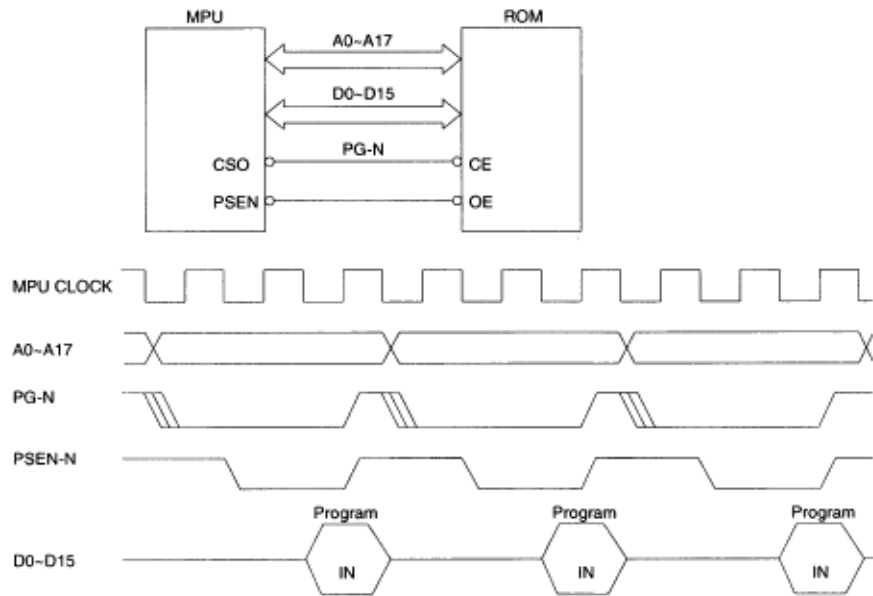 MPU ROM
A0~A17
D0~D15
CSO PG-N CE
PSEN OE
MPU CLOCK
A0~A17
PG-N
PSEN-N
Program Program Program
D0~D15 IN IN IN